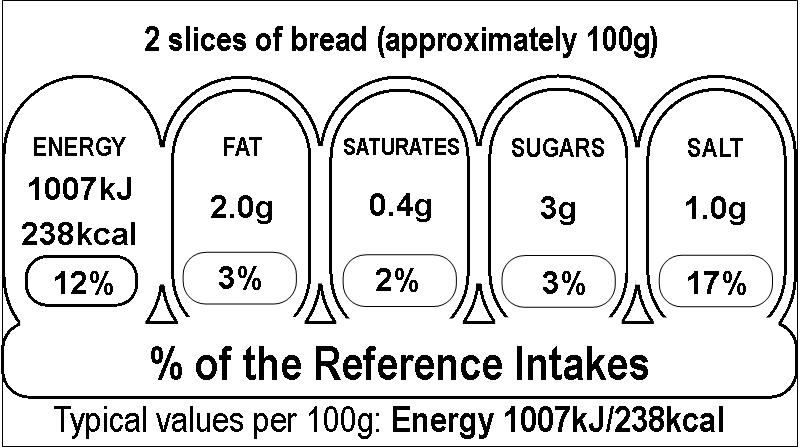 2 slices of bread (approximately 100g)
ENERGY
1007kJ
238kcal
12%
FAT
2.0g
3%
SATURATES
0.4g
2%
SUGARS
3g
3%
SALT
1.0g
17%
% of the Reference Intakes
Typical values per 100g: Energy 1007kJ/238kcal